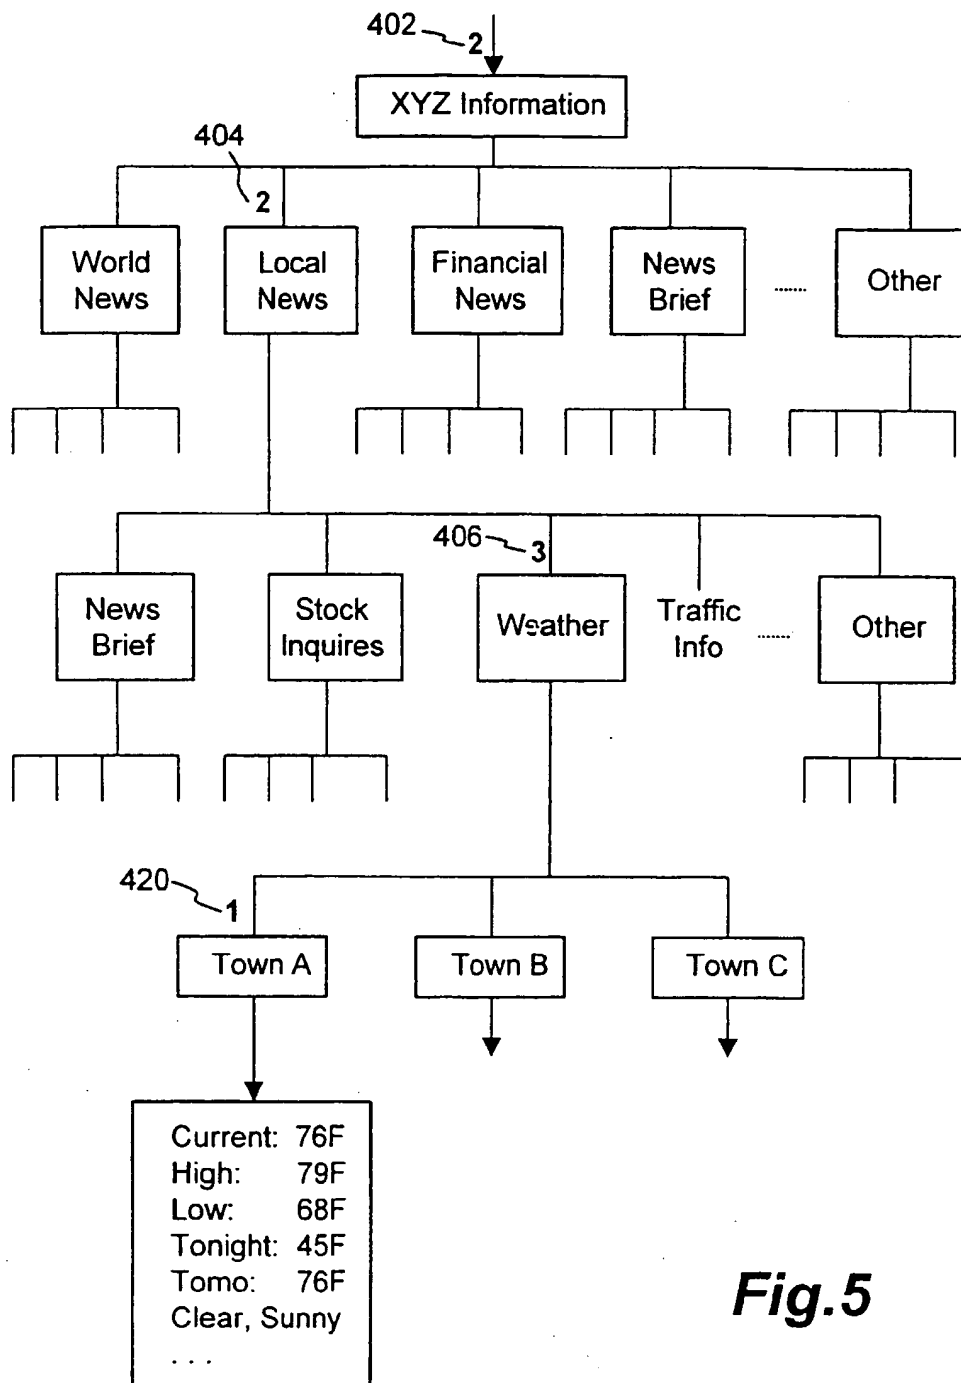 402
2
XYZ Information
404
2
World
News
Local
News
Financial
News
News
Brief
........
Other
406
3
News
Brief
Stock
Inquires
Weather
Traffic
Info
........
Other
420
1
Town A
Town B
Town C
Current: 76F
High: 79F
Low: 68F
Tonight: 45F
Tomo: 76F
Clear, Sunny
. . .
Fig.5